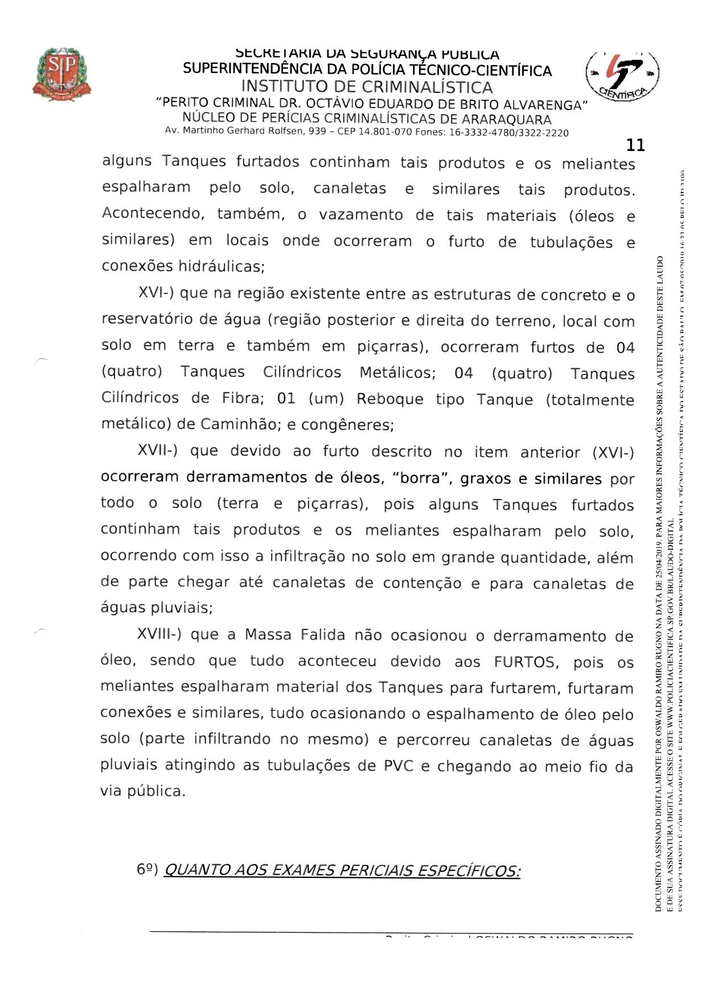 SECRETARIA DA SEGURANÇA PÚBLICA
SUPERINTENDÊNCIA DA POLÍCIA TÉCNICO-CIENTÍFICA
INSTITUTO DE CRIMINALÍSTICA
“PERITO CRIMINAL DR. OCTÁVIO EDUARDO DE BRITO ALVARENGA”
NÚCLEO DE PERÍCIAS CRIMINALÍSTICAS DE ARARAQUARA
Av. Martinho Gerhard Rolfsen, 939 – CEP 14.801-070 Fones: 16-3332-4780/3322-2220
SP
CIENTÍFICA
11
alguns Tanques furtados continham tais produtos e os meliantes
espalharam pelo solo, canaletas e similares tais produtos.
Acontecendo, também, o vazamento de tais materiais (óleos e
similares) em locais onde ocorreram o furto de tubulações e
conexões hidráulicas;
XVI-) que na região existente entre as estruturas de concreto e o
reservatório de água (região posterior e direita do terreno, local com
solo em terra e também em piçarras), ocorreram furtos de 04
(quatro) Tanques Cilíndricos Metálicos; 04 (quatro) Tanques
Cilíndricos de Fibra; 01 (um) Reboque tipo Tanque (totalmente
metálico) de Caminhão; e congêneres;
XVII-) que devido ao furto descrito no item anterior (XVI-)
ocorreram derramamentos de óleos, “borra”, graxos e similares por
todo o solo (terra e piçarras), pois alguns Tanques furtados
continham tais produtos e os meliantes espalharam pelo solo,
ocorrendo com isso a infiltração no solo em grande quantidade, além
de parte chegar até canaletas de contenção e para canaletas de
águas pluviais;
XVIII-) que a Massa Falida não ocasionou o derramamento de
óleo, sendo que tudo aconteceu devido aos FURTOS, pois os
meliantes espalharam material dos Tanques para furtarem, furtaram
conexões e similares, tudo ocasionando o espalhamento de óleo pelo
solo (parte infiltrando no mesmo) e percorreu canaletas de águas
pluviais atingindo as tubulações de PVC e chegando ao meio fio da
via pública.
6º) QUANTO AOS EXAMES PERICIAIS ESPECÍFICOS:
Perito Criminal OSWALDO RAMIRO RUGNO
DOCUMENTO ASSINADO DIGITALMENTE POR OSWALDO RAMIRO RUGNO NA DATA DE 25/04/2019. PARA MAIORES INFORMAÇÕES SOBRE A AUTENTICIDADE DESTE LAUDO
E DE SUA ASSINATURA DIGITAL ACESSE O SITE WWW.POLICIACIENTIFICA.SP.GOV.BR/LAUDO-DIGITAL
ESSE DOCUMENTO É CÓPIA DO ORIGINAL E FOI GERADO EM UNIDADE DA SUPERINTENDÊNCIA DA POLÍCIA TÉCNICO CIENTÍFICA DO ESTADO DE SÃO PAULO, EM 07/05/2019 16:33:05 PELO ID